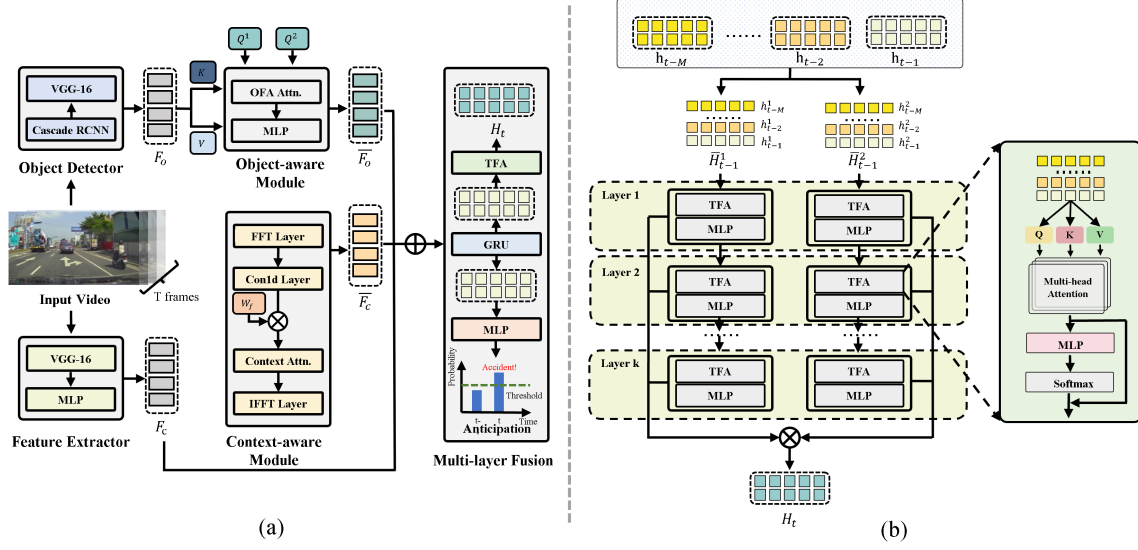 Q¹ Q²
K
VGG-16
Cascade RCNN
F_o
V
OFA Attn.
MLP
F̅_o
Object Detector
Object-aware
Module
H_t
TFA
GRU
MLP
Probability
Accident!
Threshold
Time
t-
t
Anticipation
Multi-layer Fusion
Input Video
T frames
FFT Layer
Con1d Layer
W_f
Context Attn.
IFFT Layer
F̅_c
Context-aware
Module
VGG-16
MLP
F_c
Feature Extractor
(a)
h_{t-M} ...... h_{t-2} h_{t-1}
h¹_{t-M}
.......
h¹_{t-2}
h¹_{t-1}
H̅¹_{t-1}
h²_{t-M}
.......
h²_{t-2}
h²_{t-1}
H̅²_{t-1}
Layer 1
TFA TFA
MLP MLP
Layer 2
TFA TFA
MLP MLP
...... ......
Layer k
TFA TFA
MLP MLP
H_t
.......
Q K V
Multi-head
Attention
MLP
Softmax
(b)